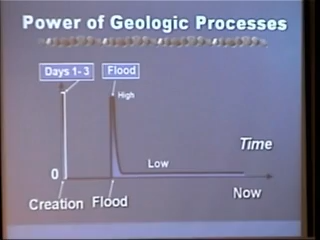 Power of Geologic Processes
Days 1-3
Flood
High
Time
0
Low
Creation
Flood
Now